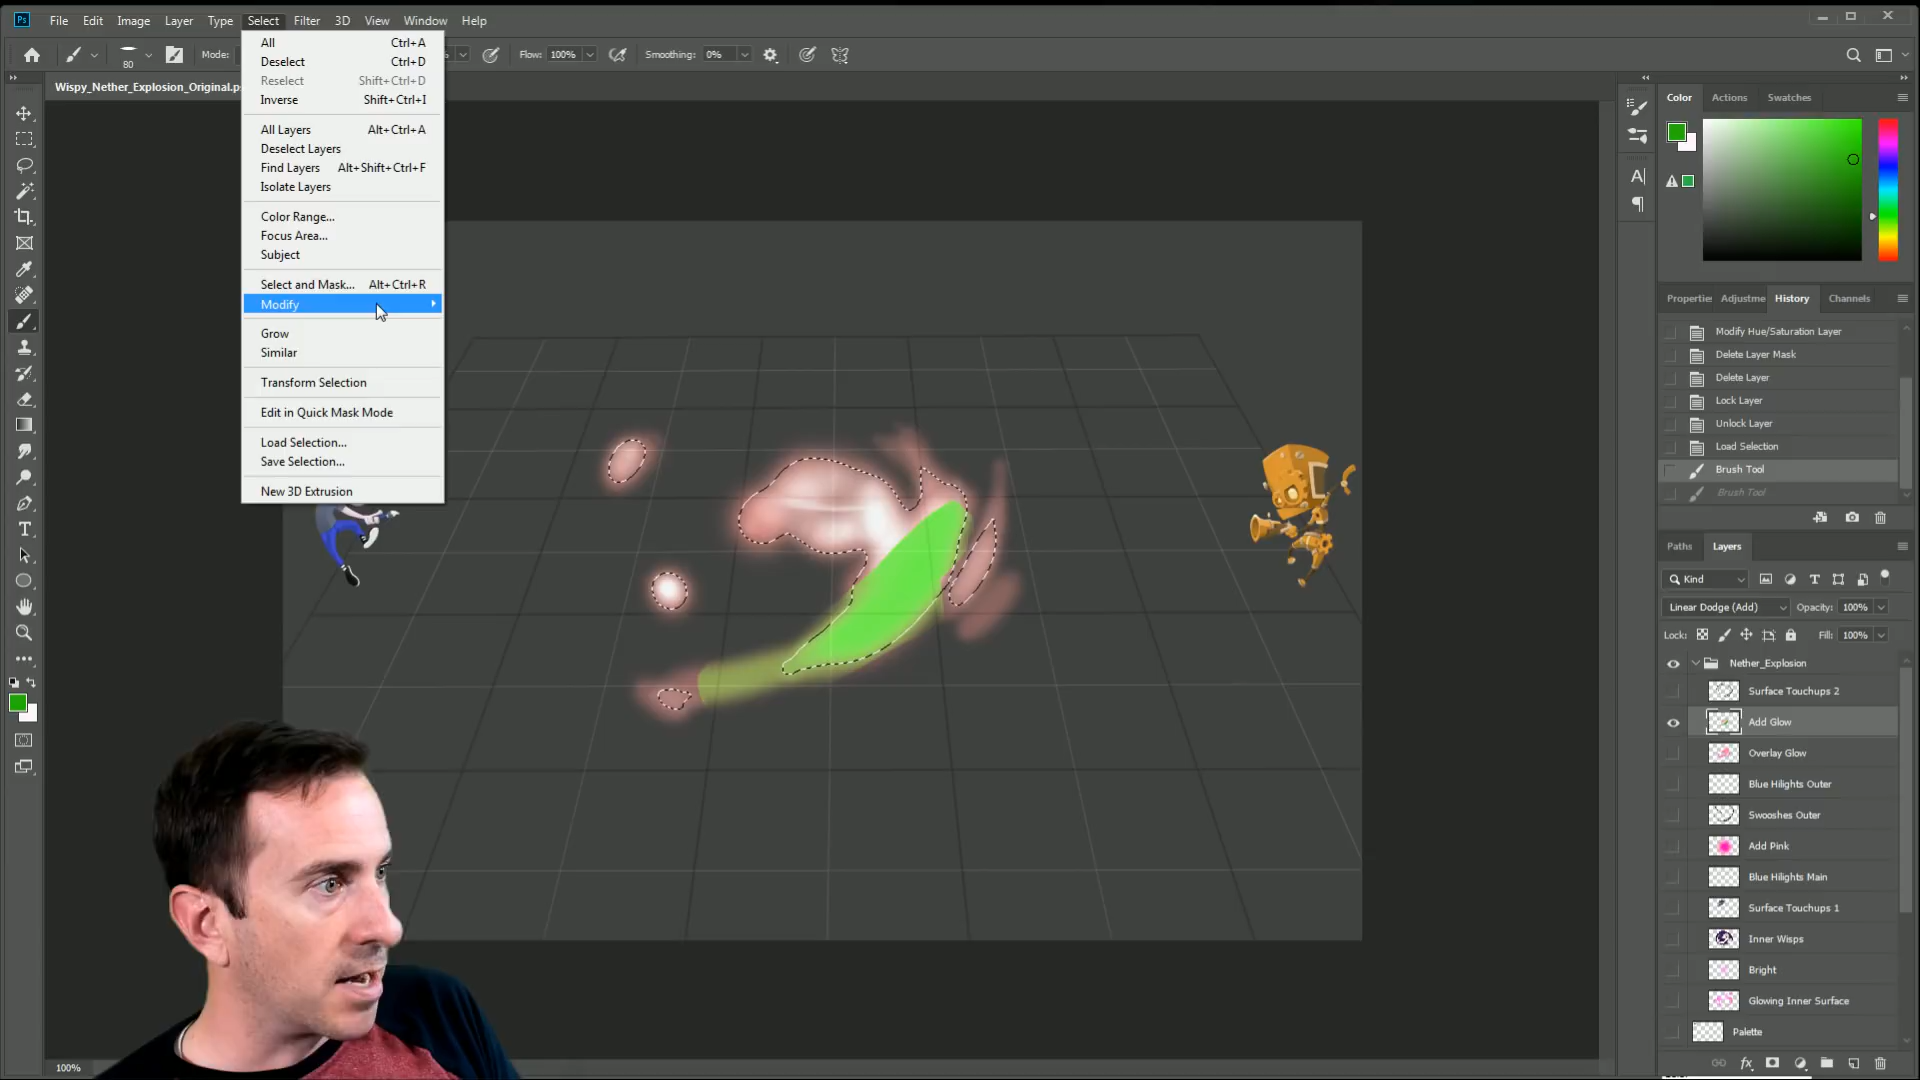 Ps File Edit Image Layer Type Select Filter 3D View Window Help
80 Mode: Flow: 100% Smoothing: 0%
Wispy_Nether_Explosion_Original.p
All Ctrl+A
Deselect Ctrl+D
Reselect Shift+Ctrl+D
Inverse Shift+Ctrl+I
All Layers Alt+Ctrl+A
Deselect Layers
Find Layers Alt+Shift+Ctrl+F
Isolate Layers
Color Range...
Focus Area...
Subject
Select and Mask... Alt+Ctrl+R
Modify
Grow
Similar
Transform Selection
Edit in Quick Mask Mode
Load Selection...
Save Selection...
New 3D Extrusion
100%
Color Actions Swatches
Propertie Adjustme History Channels
Modify Hue/Saturation Layer
Delete Layer Mask
Delete Layer
Lock Layer
Unlock Layer
Load Selection
Brush Tool
Brush Tool
Paths Layers
Kind
Linear Dodge (Add) Opacity: 100%
Lock: Fill: 100%
Nether_Explosion
Surface Touchups 2
Add Glow
Overlay Glow
Blue Hilights Outer
Swooshes Outer
Add Pink
Blue Hilights Main
Surface Touchups 1
Inner Wisps
Bright
Glowing Inner Surface
Palette